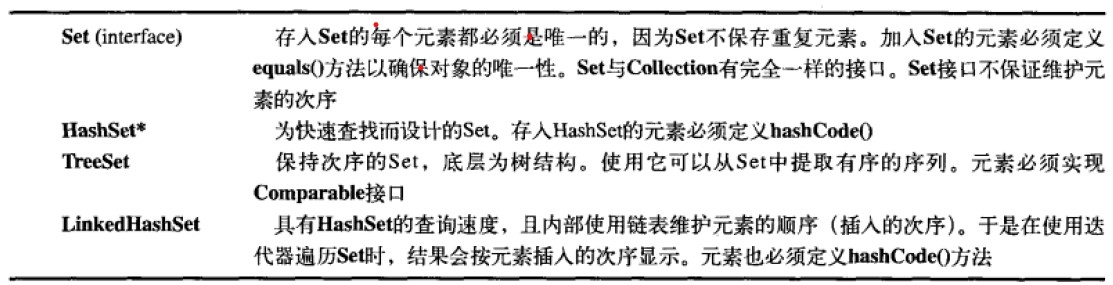 Set (interface) 存入Set的每个元素都必须是唯一的，因为Set不保存重复元素。加入Set的元素必须定义
equals()方法以确保对象的唯一性。Set与Collection有完全一样的接口。Set接口不保证维护元
素的次序
HashSet* 为快速查找而设计的Set。存入HashSet的元素必须定义hashCode()
TreeSet 保持次序的Set，底层为树结构。使用它可以从Set中提取有序的序列。元素必须实现
Comparable接口
LinkedHashSet 具有HashSet的查询速度，且内部使用链表维护元素的顺序（插入的次序）。于是在使用迭
代器遍历Set时，结果会按元素插入的次序显示。元素也必须定义hashCode()方法